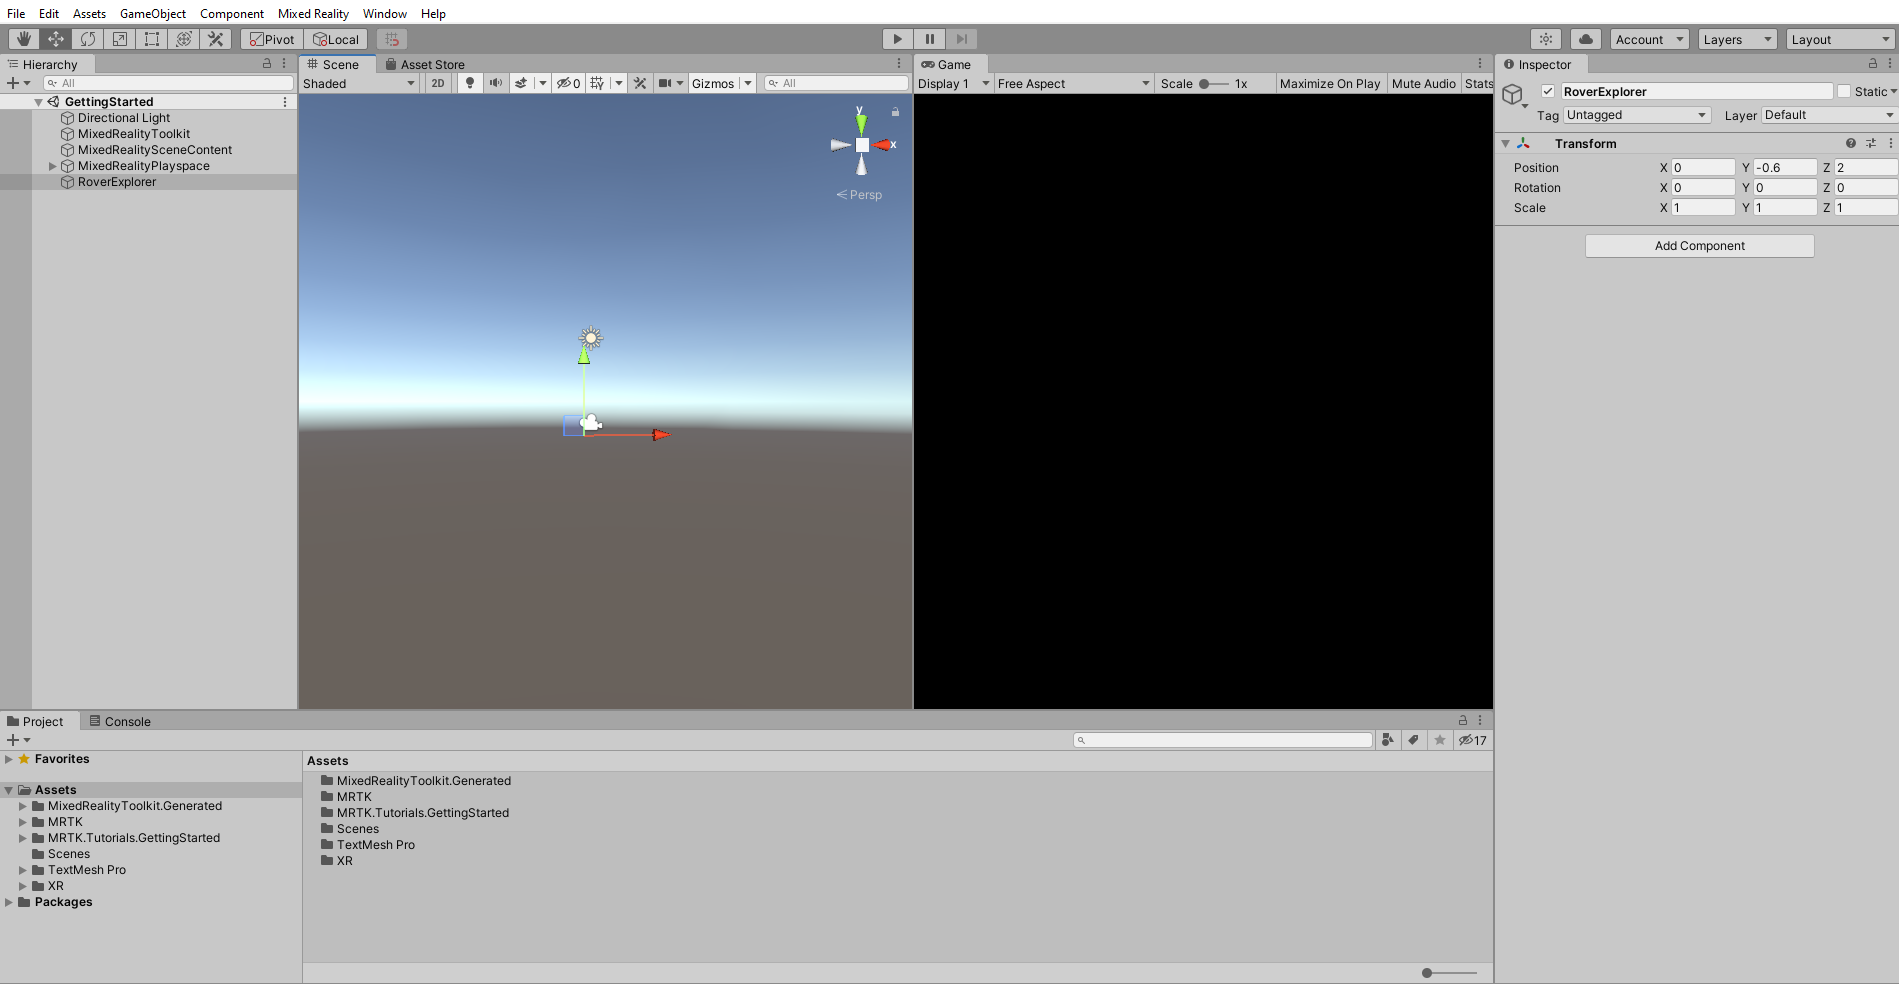 File Edit Assets GameObject Component Mixed Reality Window Help
Pivot Local Account Layers Layout
Hierarchy
All
GettingStarted
Directional Light
MixedRealityToolkit
MixedRealitySceneContent
MixedRealityPlayspace
RoverExplorer
Scene Asset Store
Shaded 2D 0 Gizmos All
y
x
Persp
Game
Display 1 Free Aspect Scale 1x Maximize On Play Mute Audio Stats
Inspector
RoverExplorer Static
Tag Untagged Layer Default
Transform
Position X 0 Y -0.6 Z 2
Rotation X 0 Y 0 Z 0
Scale X 1 Y 1 Z 1
Add Component
Project Console
17
Favorites
Assets
MixedRealityToolkit.Generated
MRTK
MRTK.Tutorials.GettingStarted
Scenes
TextMesh Pro
XR
Packages
Assets
MixedRealityToolkit.Generated
MRTK
MRTK.Tutorials.GettingStarted
Scenes
TextMesh Pro
XR